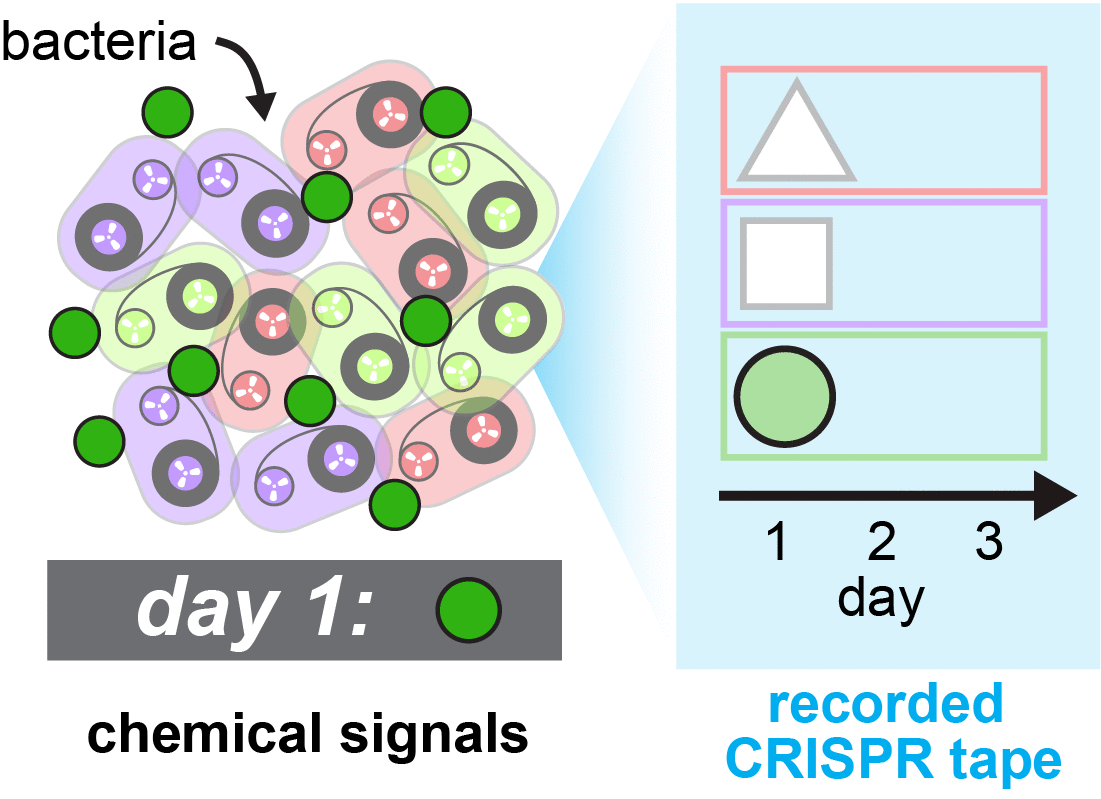 bacteria
day 1:
chemical signals
1 2 3
day
recorded
CRISPR tape